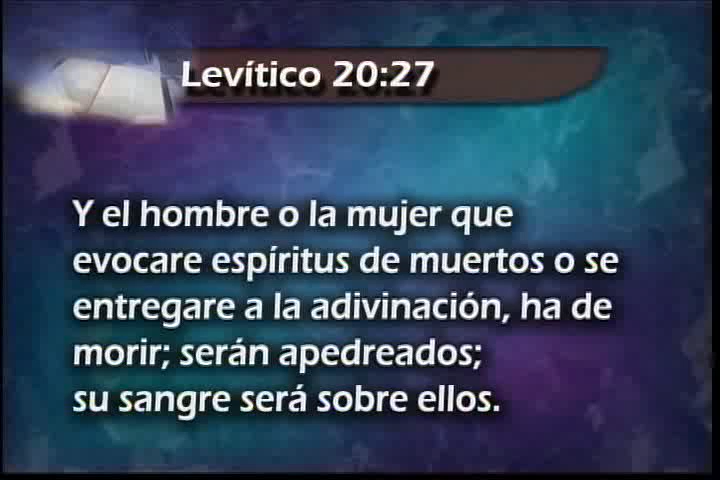 Levítico 20:27
Y el hombre o la mujer que
evocare espíritus de muertos o se
entregare a la adivinación, ha de
morir; serán apedreados;
su sangre será sobre ellos.